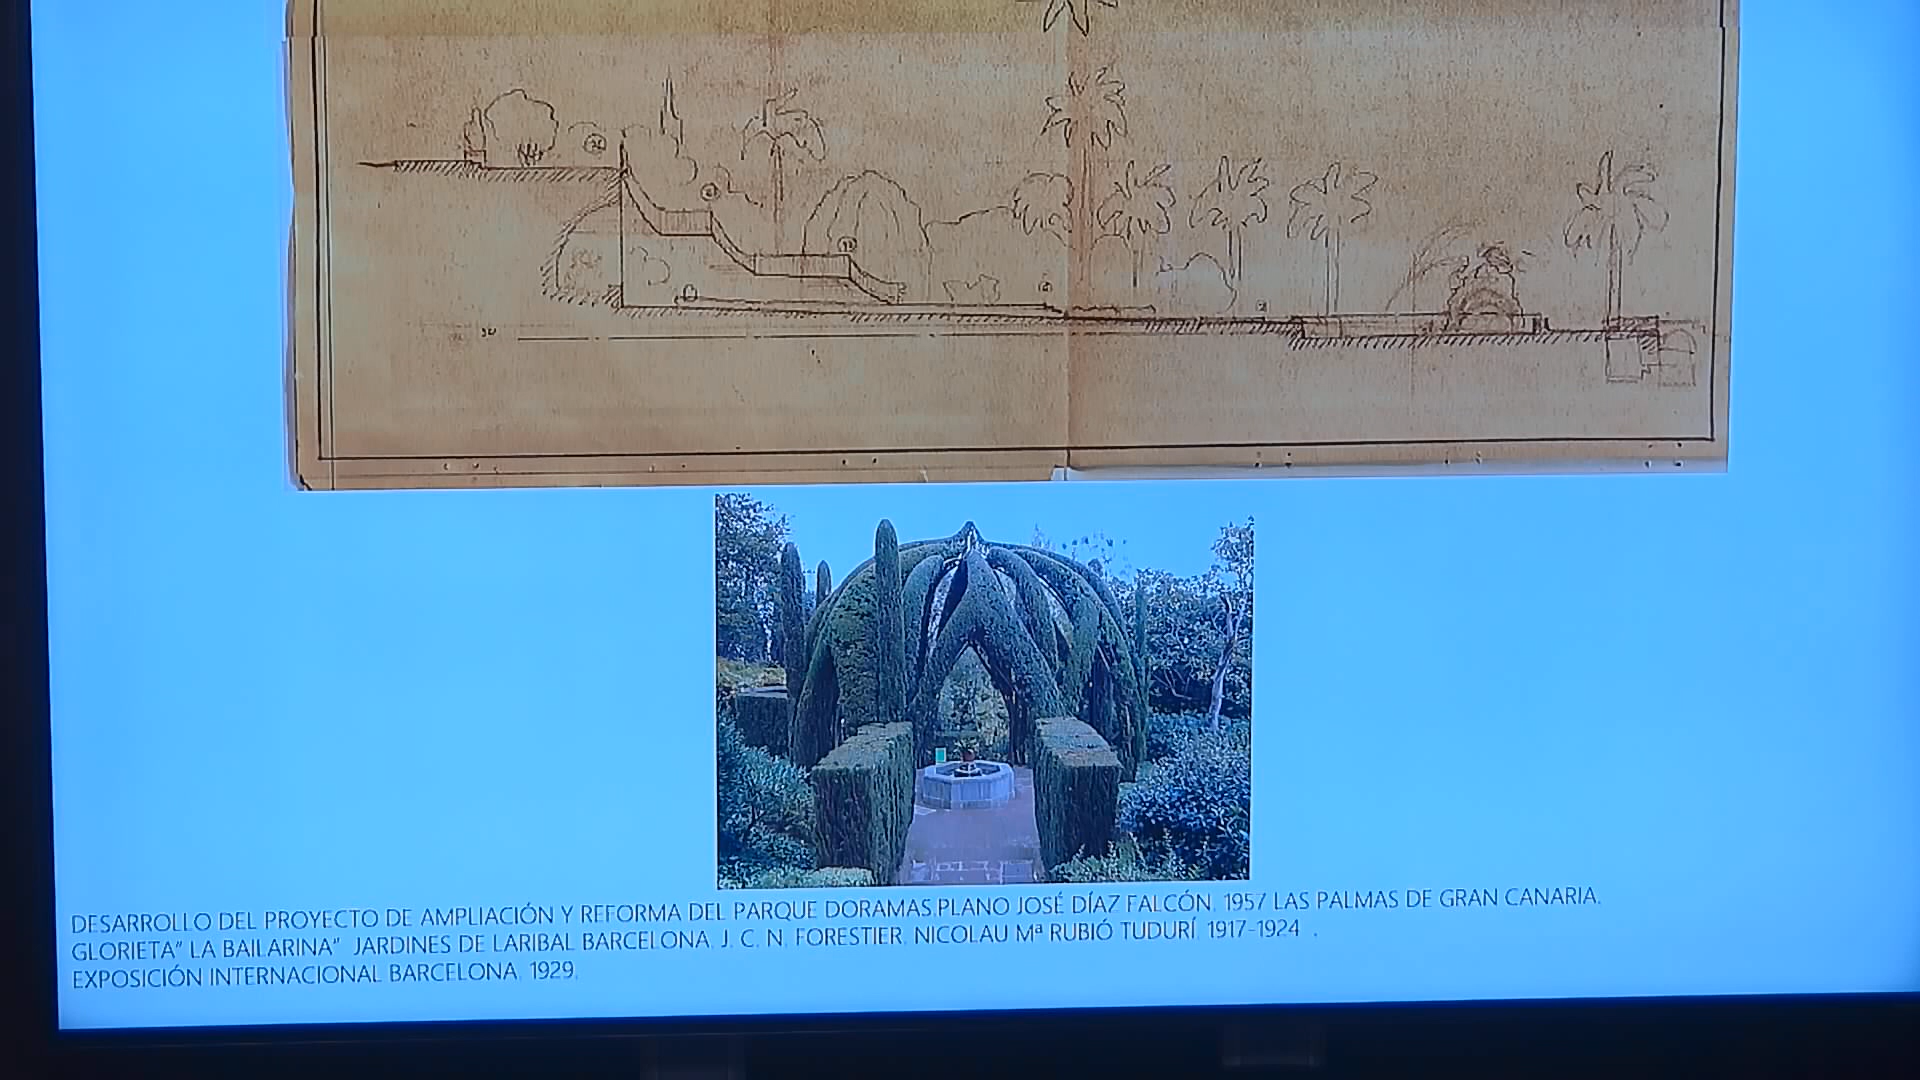 DESARROLLO DEL PROYECTO DE AMPLIACIÓN Y REFORMA DEL PARQUE DORAMAS.PLANO JOSÉ DÍAZ FALCÓN. 1957 LAS PALMAS DE GRAN CANARIA.
GLORIETA" LA BAILARINA" JARDINES DE LARIBAL BARCELONA. J. C. N. FORESTIER. NICOLAU Mª RUBIÓ TUDURÍ. 1917-1924 .
EXPOSICIÓN INTERNACIONAL BARCELONA. 1929.